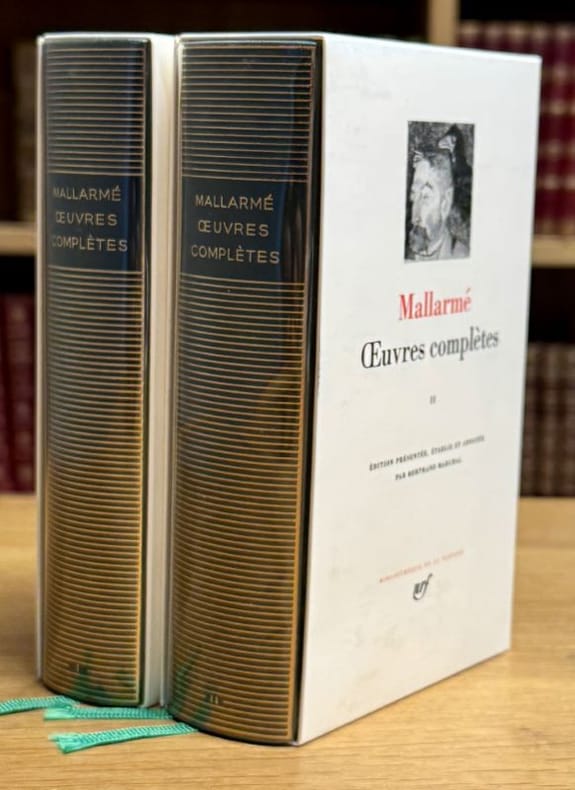 MALLARMÉ
ŒUVRES
COMPLÈTES
I
MALLARMÉ
ŒUVRES
COMPLÈTES
II
Mallarmé
Œuvres complètes
II
ÉDITION PRÉSENTÉE, ÉTABLIE ET ANNOTÉE
PAR BERTRAND MARCHAL
BIBLIOTHÈQUE DE LA PLÉIADE
nrf